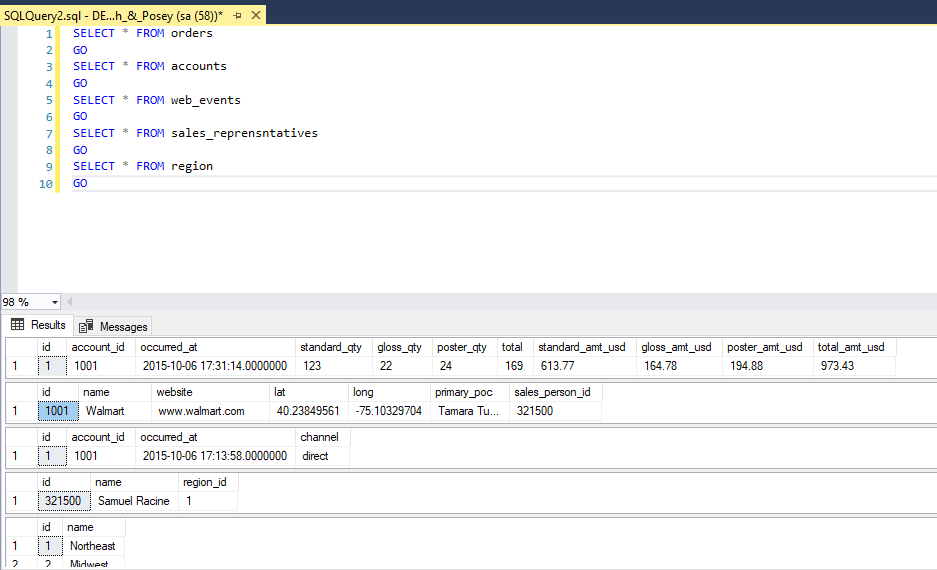 SQLQuery2.sql - DE...h_&_Posey (sa (58))*
1 SELECT * FROM orders
2 GO
3 SELECT * FROM accounts
4 GO
5 SELECT * FROM web_events
6 GO
7 SELECT * FROM sales_reprensntatives
8 GO
9 SELECT * FROM region
10 GO
98 %
Results Messages
id account_id occurred_at standard_qty gloss_qty poster_qty total standard_amt_usd gloss_amt_usd poster_amt_usd total_amt_usd
1 1 1001 2015-10-06 17:31:14.0000000 123 22 24 169 613.77 164.78 194.88 973.43
id name website lat long primary_poc sales_person_id
1 1001 Walmart www.walmart.com 40.23849561 -75.10329704 Tamara Tu... 321500
id account_id occurred_at channel
1 1 1001 2015-10-06 17:13:58.0000000 direct
id name region_id
1 321500 Samuel Racine 1
id name
1 1 Northeast
2 2 Midwest